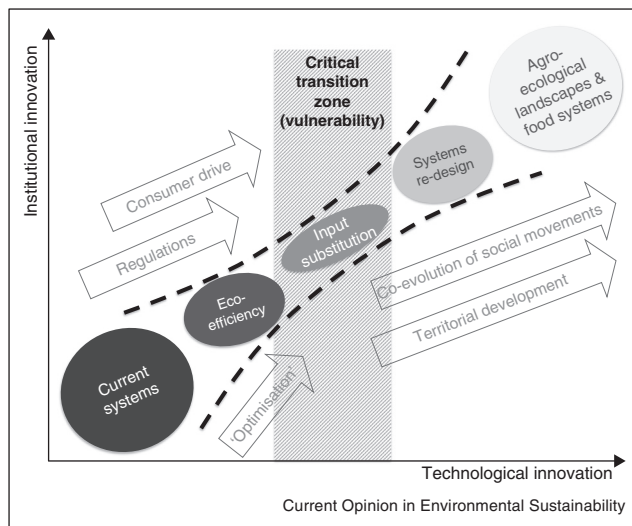 Critical
transition
zone
(vulnerability)
Agro-
ecological
landscapes &
food systems
Systems
re-design
Consumer drive
Regulations
Input
substitution
Eco-
efficiency
Current
systems
'Optimisation'
Co-evolution of social movements
Territorial development
Institutional innovation
Technological innovation
Current Opinion in Environmental Sustainability